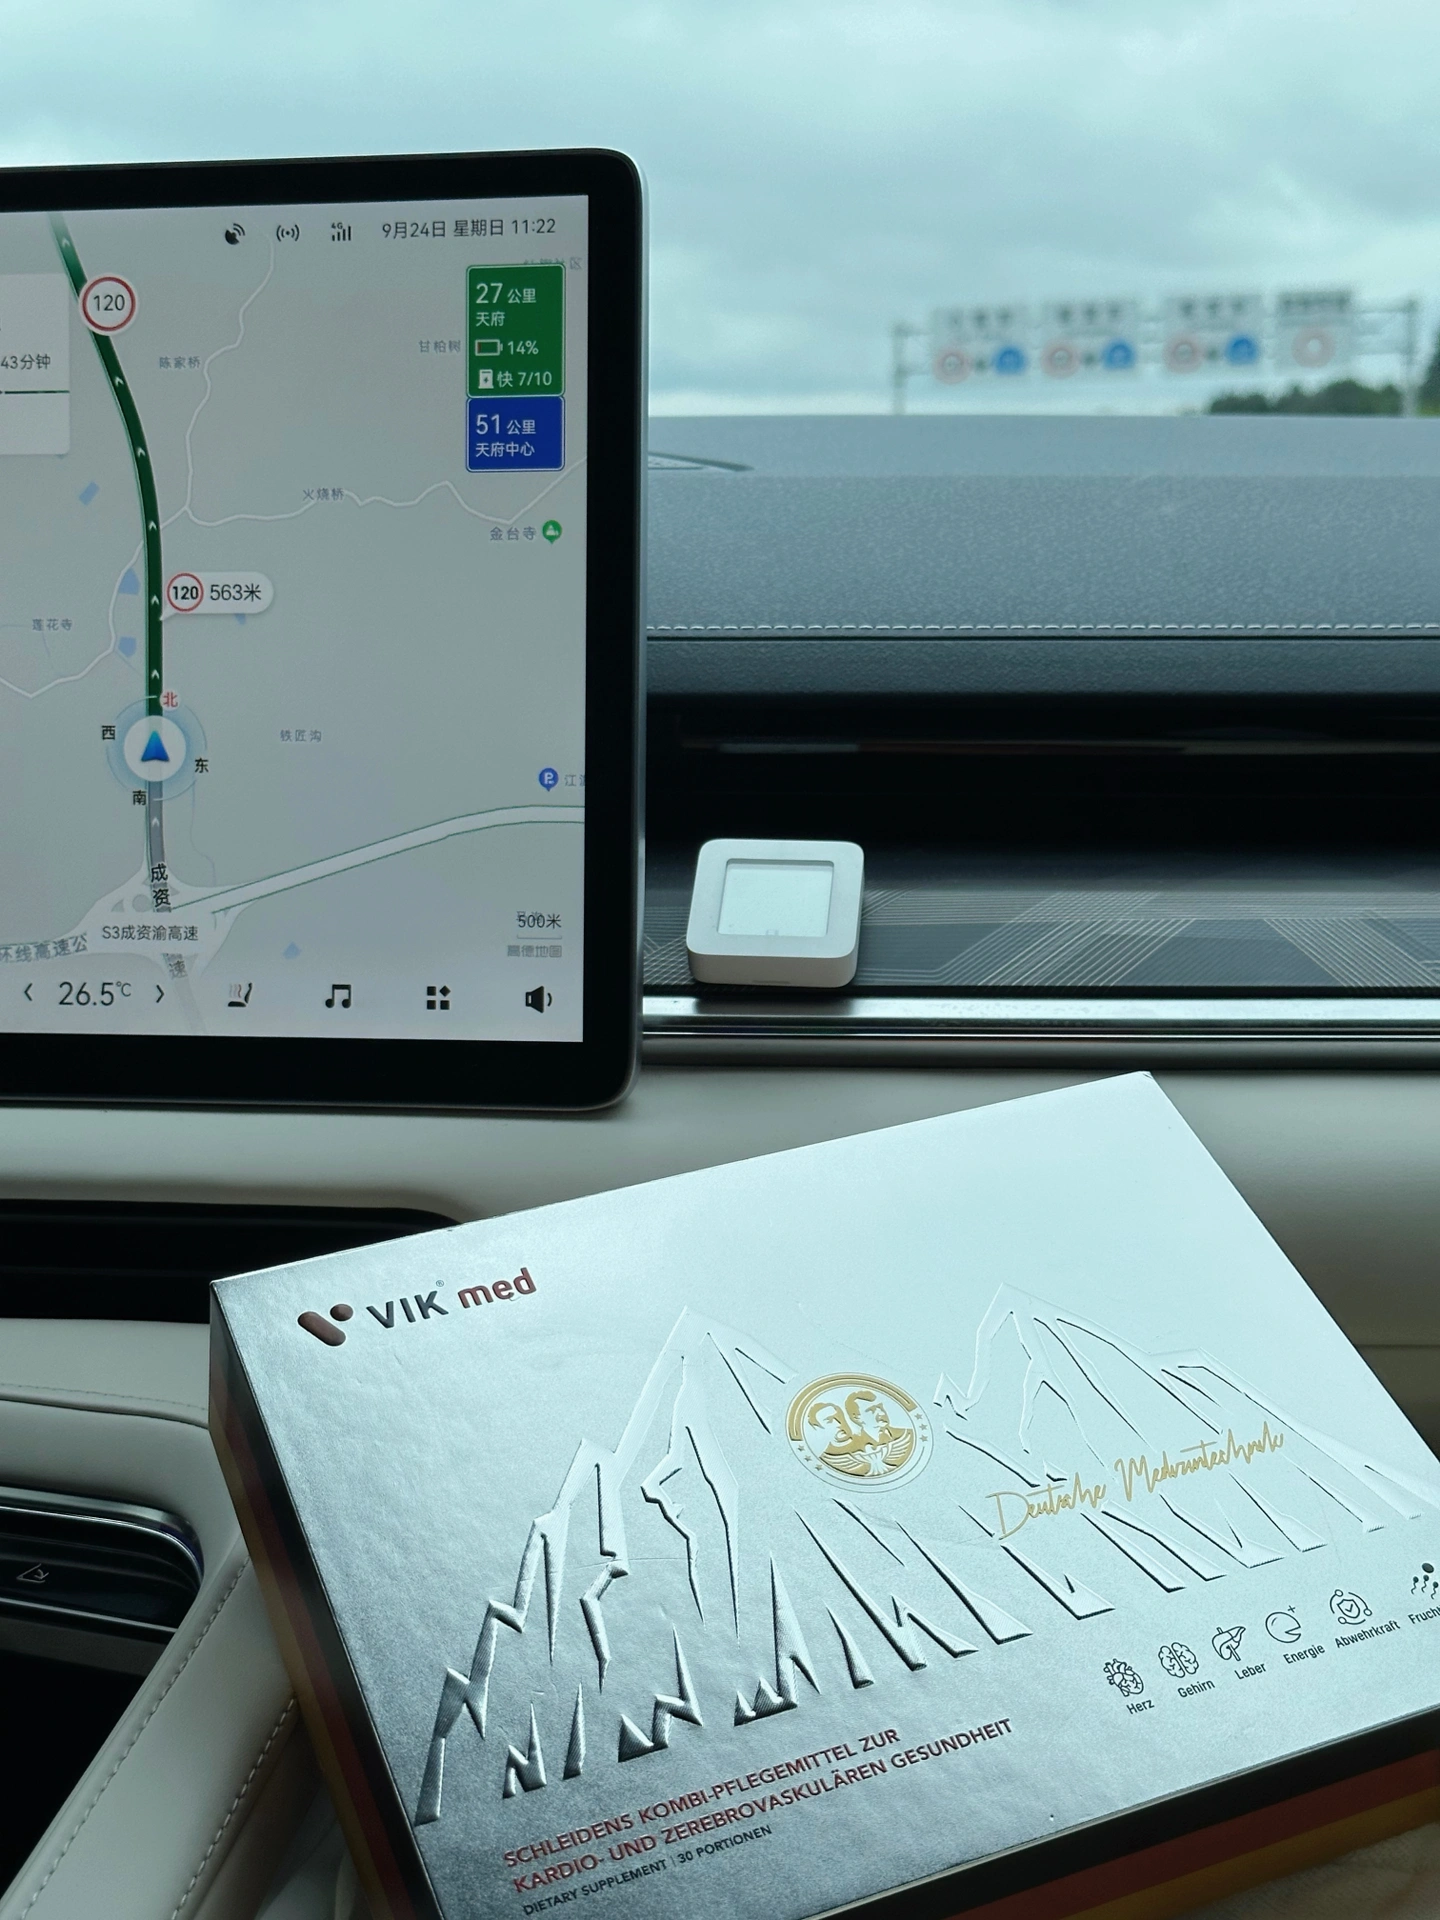 9月24日 星期日 11:22
120
27公里
天府
14%
快 7/10
51公里
天府中心
43分钟
陈家桥
甘柏树
火烧桥
金台寺
120 563米
莲花寺
北
西
东
南
铁匠沟
成
资
S3成资渝高速
速
环线高速公
500米
高德地图
26.5℃
VIK® med
Deutsche
Herz
Gehirn
Leber
Energie
Abwehrkraft
SCHLEIDENS KOMBI-PFLEGEMITTEL ZUR
KARDIO- UND ZEREBROVASKULÄREN GESUNDHEIT
DIETARY SUPPLEMENT | 30 PORTIONEN